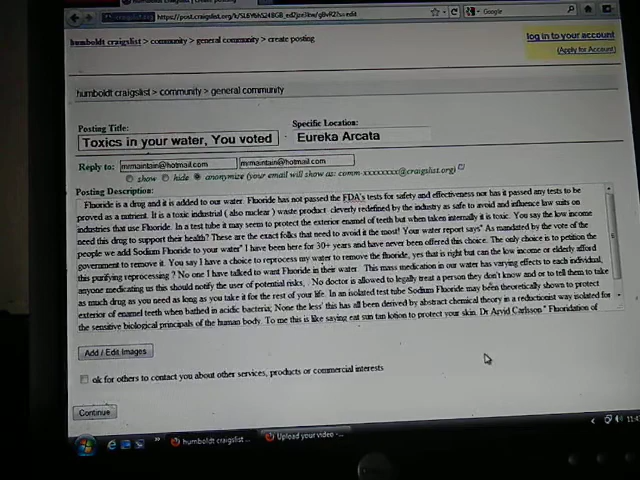 https://post.craigslist.org/k/
Google
humboldt craigslist > community > general community > create posting
log in to your account
(Apply for Account)
humboldt craigslist > community > general community
Posting Title:
Specific Location:
Toxics in your water, You voted
Eureka Arcata
Reply to: mrmaintain@hotmail.com mrmaintain@hotmail.com
show hide anonymize (your email will show as: comm-xxxxxxxx@craigslist.org)
Posting Description:
Fluoride is a drug and it is added to our water. Fluoride has not passed the FDA's tests for safety and effectiveness nor has it passed any tests to be
proved as a nutrient. It is a toxic industrial ( also nuclear ) waste product cleverly redefined by the industry as safe to avoid and influence law suits on
industries that use Fluoride. In a test tube it may seem to protect the exterior enamel of teeth but when taken internally it is toxic. You say the low income
need this drug to support their health? These are the exact folks that need to avoid it the most! Your water report says" As mandated by the vote of the
people we add Sodium Fluoride to your water" I have been here for 30+ years and have never been offered this choice. The only choice is to petition the
government to remove it. You say I have a choice to reprocess my water to remove the fluoride, yes that is right but can the low income or elderly afford
this purifying reprocessing ? No one I have talked to want Fluoride in their water . This mass medication in our water has varying effects to each individual,
anyone medicating us this should notify the user of potential risks, . No doctor is allowed to legally treat a person they don't know and or to tell them to take
as much drug as you need as long as you take it for the rest of your life. In an isolated test tube Sodium Fluoride may been theoretically shown to protect
exterior of enamel teeth when bathed in acidic bacteria; None the less' this has all been derived by abstract chemical theory in a reductionist way isolated for
the sensitive biological principals of the human body. To me this is like saying eat sun tan lotion to protect your skin. Dr Arvid Carlsson" Fluoridation of
Add / Edit Images
ok for others to contact you about other services, products or commercial interests
Continue
humboldt craigslist ...
Upload your video - ...